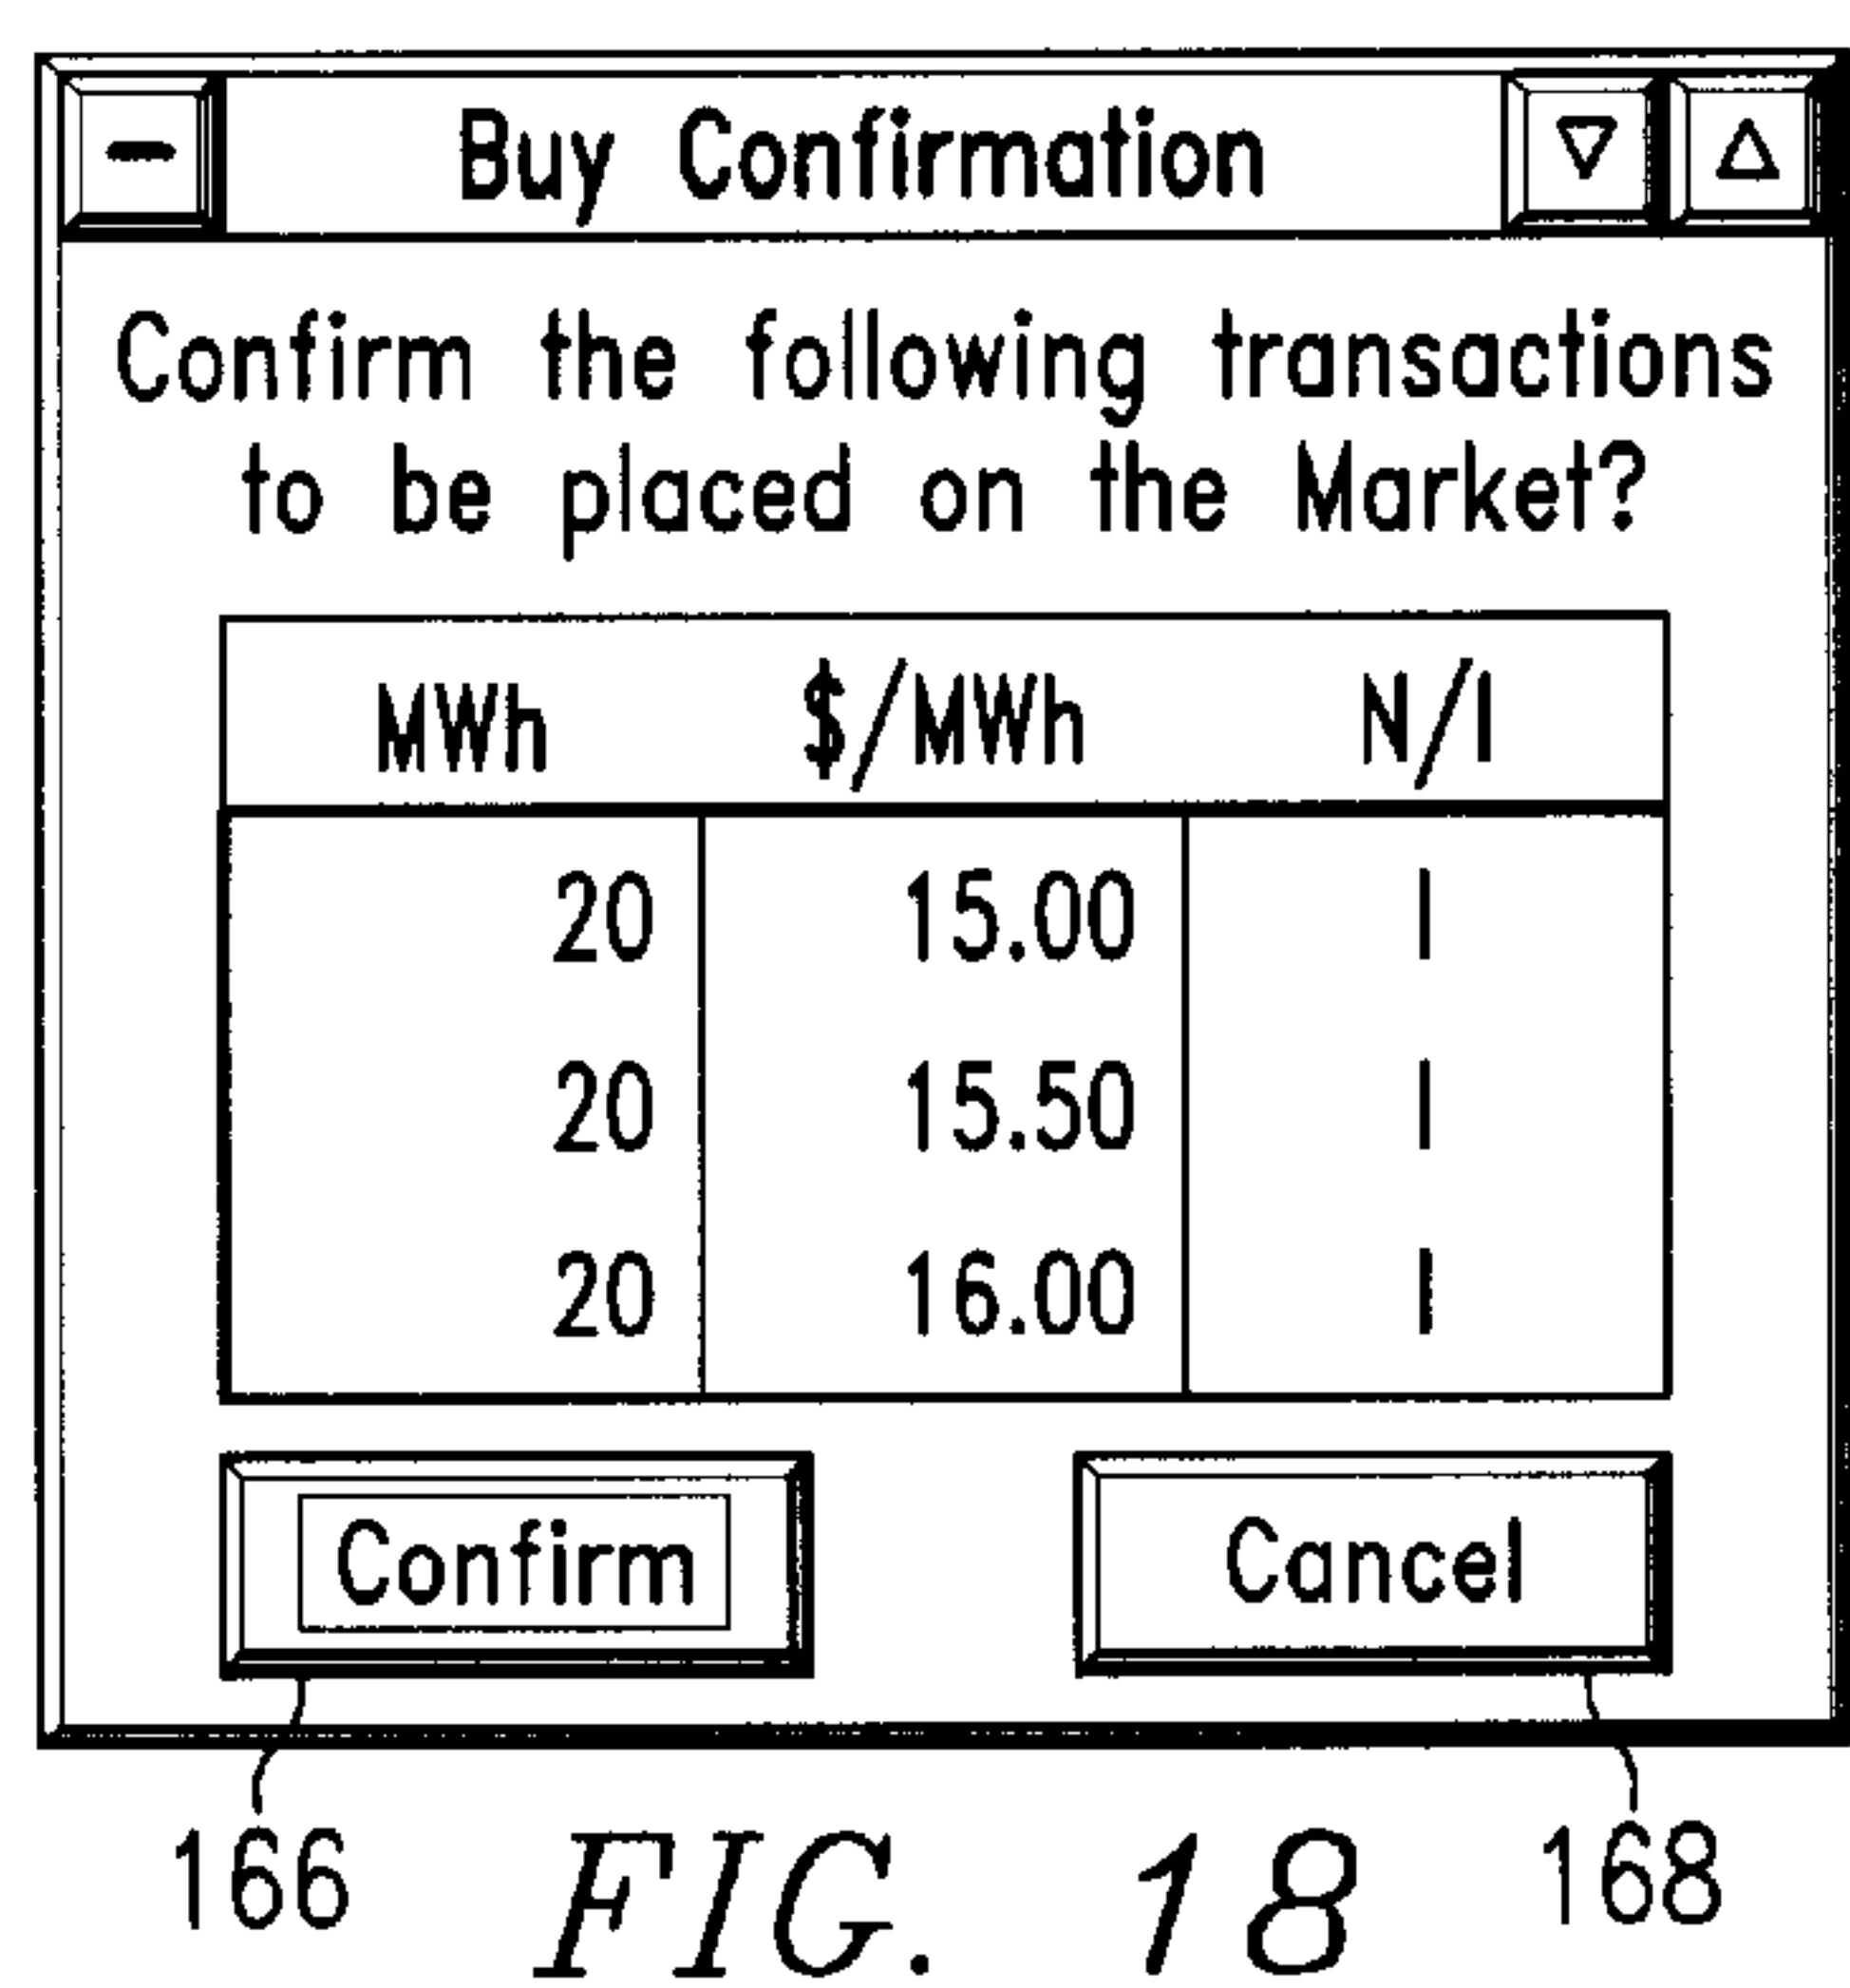 Buy Confirmation
Confirm the following transactions
to be placed on the Market?
MWh $/MWh N/I
20 15.00 I
20 15.50 I
20 16.00 I
Confirm Cancel
166 FIG. 18 168